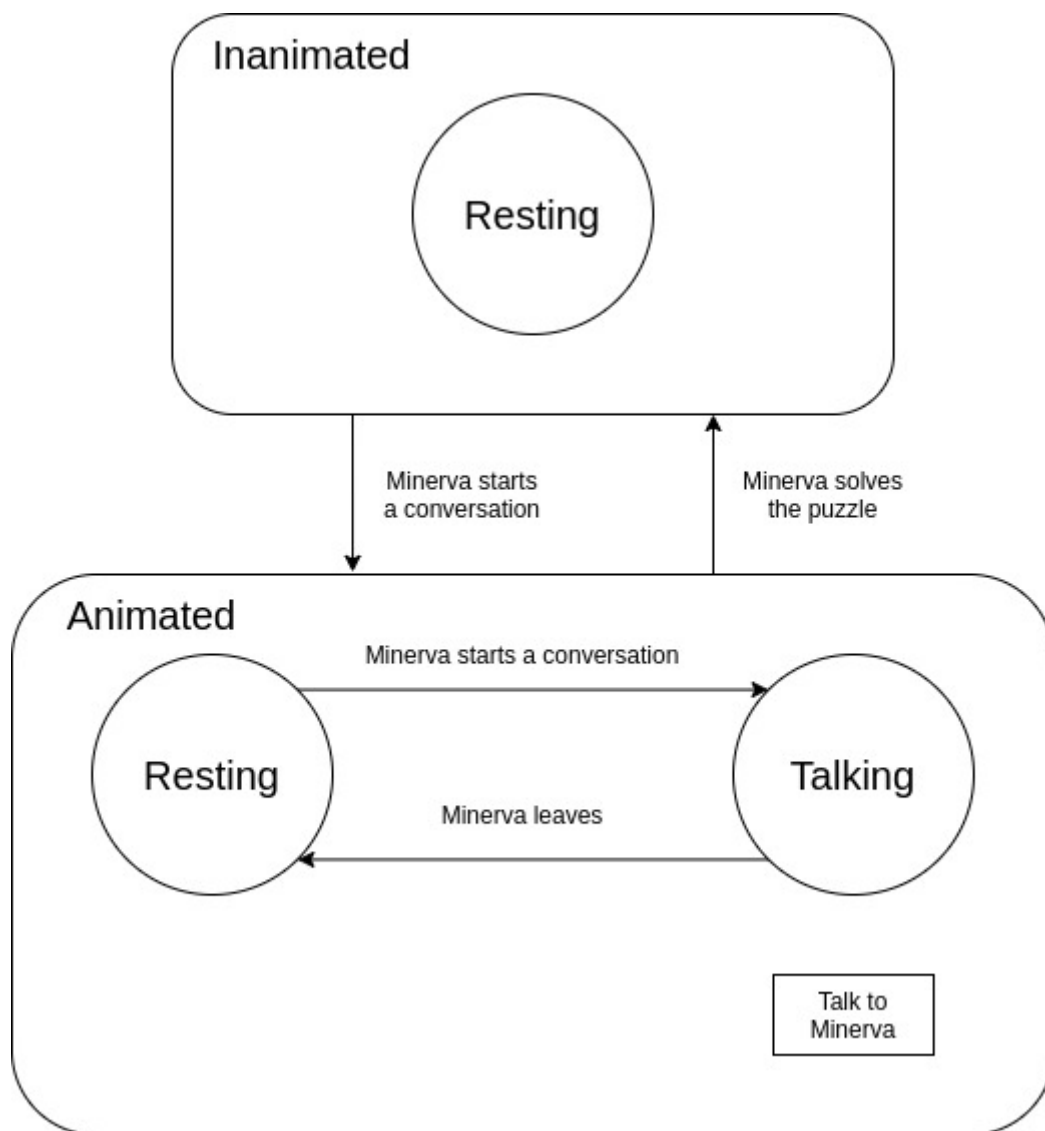 Inanimated
Resting
Minerva starts
a conversation
Minerva solves
the puzzle
Animated
Minerva starts a conversation
Resting
Talking
Minerva leaves
Talk to
Minerva